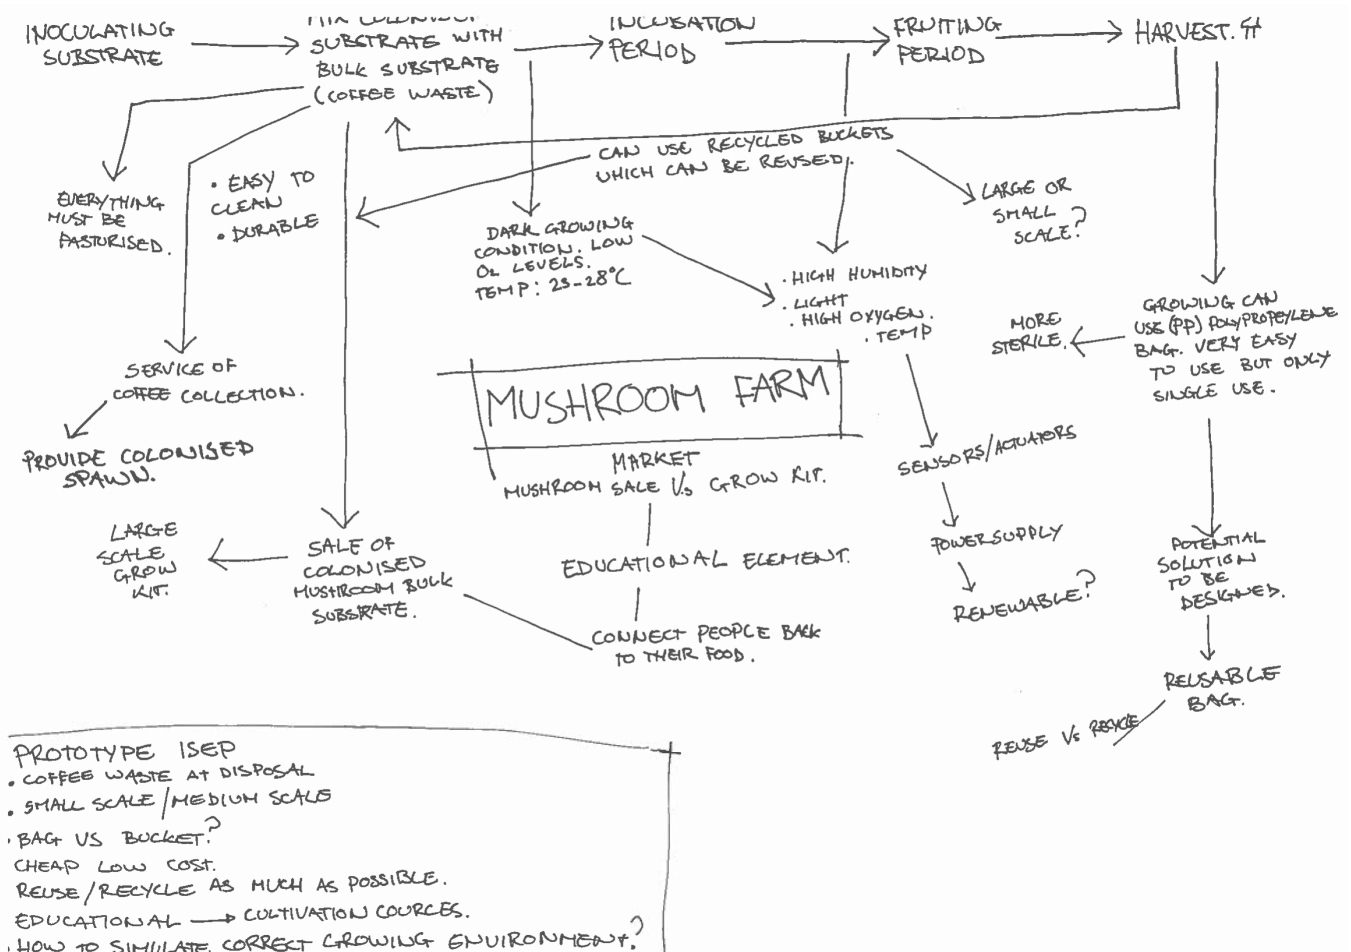 INOCULATING
SUBSTRATE
MIX COLONISED
SUBSTRATE WITH
BULK SUBSTRATE
(COFFEE WASTE)
INCUBATION
PERIOD
FRUITING
PERIOD
HARVEST.
CAN USE RECYCLED BUCKETS
WHICH CAN BE REUSED.
EVERYTHING
MUST BE
PASTURISED.
• EASY TO
CLEAN
• DURABLE
LARGE OR
SMALL
SCALE?
DARK GROWING
CONDITION. LOW
O2 LEVELS.
TEMP: 23-28°C
• HIGH HUMIDITY
• LIGHT
• HIGH OXYGEN.
• TEMP
MORE
STERILE.
GROWING CAN
USE (PP) POLYPROPEYLENE
BAG. VERY EASY
TO USE BUT ONLY
SINGLE USE.
SERVICE OF
COFFEE COLLECTION.
PROVIDE COLONISED
SPAWN.
MUSHROOM FARM
MARKET
MUSHROOM SALE Vs GROW KIT.
SENSORS/ACTUATORS
LARGE
SCALE
GROW
KIT.
SALE OF
COLONISED
MUSHROOM BULK
SUBSTRATE.
EDUCATIONAL ELEMENT.
POWERSUPPLY
POTENTIAL
SOLUTION
TO BE
DESIGNED.
RENEWABLE?
CONNECT PEOPLE BACK
TO THEIR FOOD.
REUSABLE
BAG.
REUSE Vs RECYCLE
PROTOTYPE ISEP
• COFFEE WASTE AT DISPOSAL
• SMALL SCALE/MEDIUM SCALE
• BAG VS BUCKET?
CHEAP LOW COST.
REUSE/RECYCLE AS MUCH AS POSSIBLE.
EDUCATIONAL → CULTIVATION COURCES.
• HOW TO SIMULATE CORRECT GROWING ENVIRONMENT?